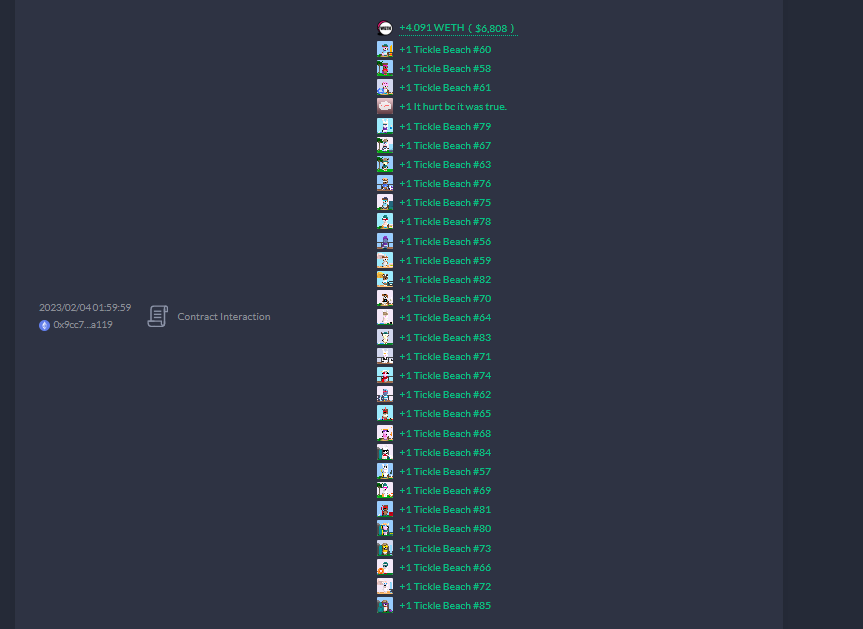 +4.091 WETH ( $6,808 )
+1 Tickle Beach #60
+1 Tickle Beach #58
+1 Tickle Beach #61
+1 It hurt bc it was true.
+1 Tickle Beach #79
+1 Tickle Beach #67
+1 Tickle Beach #63
+1 Tickle Beach #76
+1 Tickle Beach #75
+1 Tickle Beach #78
+1 Tickle Beach #56
+1 Tickle Beach #59
+1 Tickle Beach #82
+1 Tickle Beach #70
2023/02/04 01:59:59
0x9cc7...a119
Contract Interaction
+1 Tickle Beach #64
+1 Tickle Beach #83
+1 Tickle Beach #71
+1 Tickle Beach #74
+1 Tickle Beach #62
+1 Tickle Beach #65
+1 Tickle Beach #68
+1 Tickle Beach #84
+1 Tickle Beach #57
+1 Tickle Beach #69
+1 Tickle Beach #81
+1 Tickle Beach #80
+1 Tickle Beach #73
+1 Tickle Beach #66
+1 Tickle Beach #72
+1 Tickle Beach #85